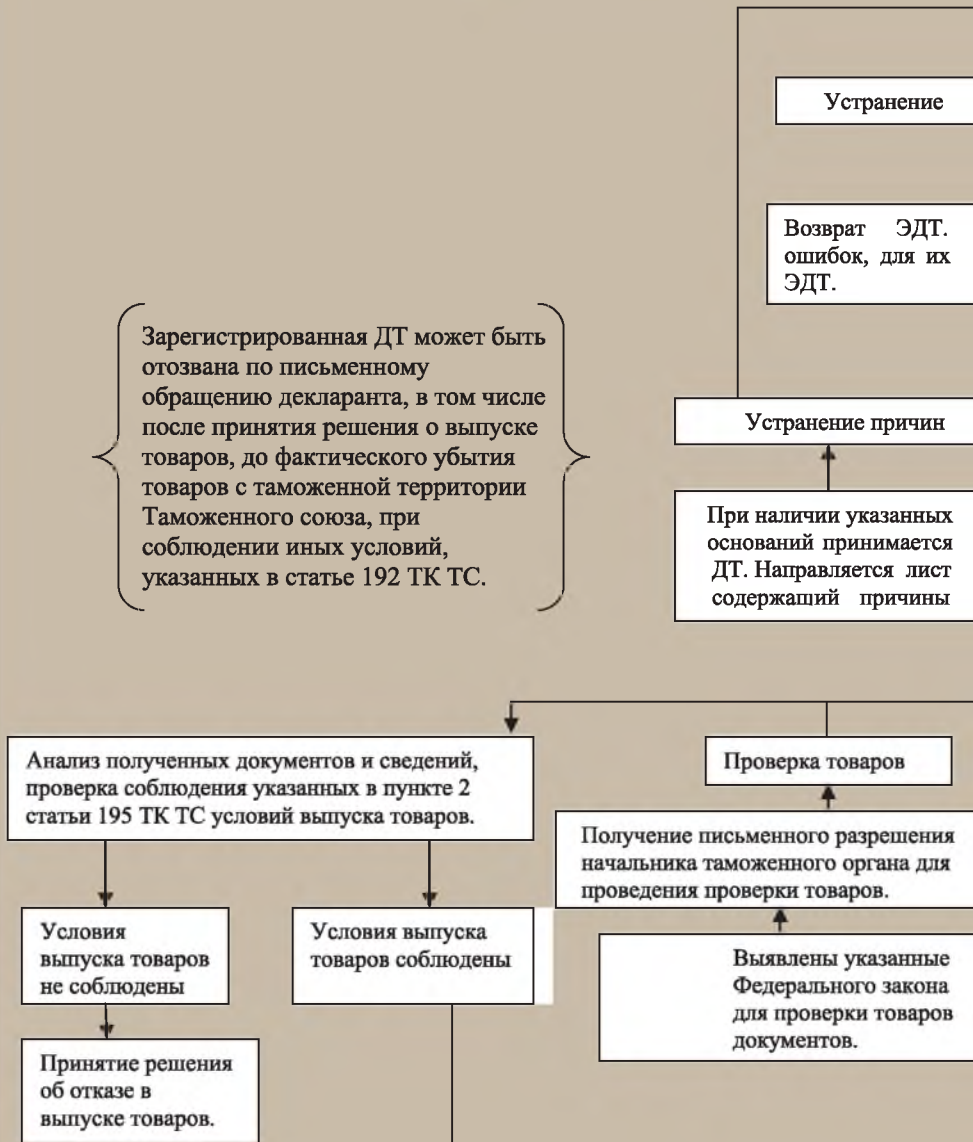 Устранение
Возврат ЭДТ.
ошибок, для их
ЭДТ.
Зарегистрированная ДТ может быть
отозвана по письменному
обращению декларанта, в том числе
после принятия решения о выпуске
товаров, до фактического убытия
товаров с таможенной территории
Таможенного союза, при
соблюдении иных условий,
указанных в статье 192 ТК ТС.
Устранение причин
При наличии указанных
оснований принимается
ДТ. Направляется лист
содержащий причины
Анализ полученных документов и сведений,
проверка соблюдения указанных в пункте 2
статьи 195 ТК ТС условий выпуска товаров.
Проверка товаров
Получение письменного разрешения
начальника таможенного органа для
проведения проверки товаров.
Условия
выпуска товаров
не соблюдены
Условия выпуска
товаров соблюдены
Выявлены указанные
Федерального закона
для проверки товаров
документов.
Принятие решения
об отказе в
выпуске товаров.